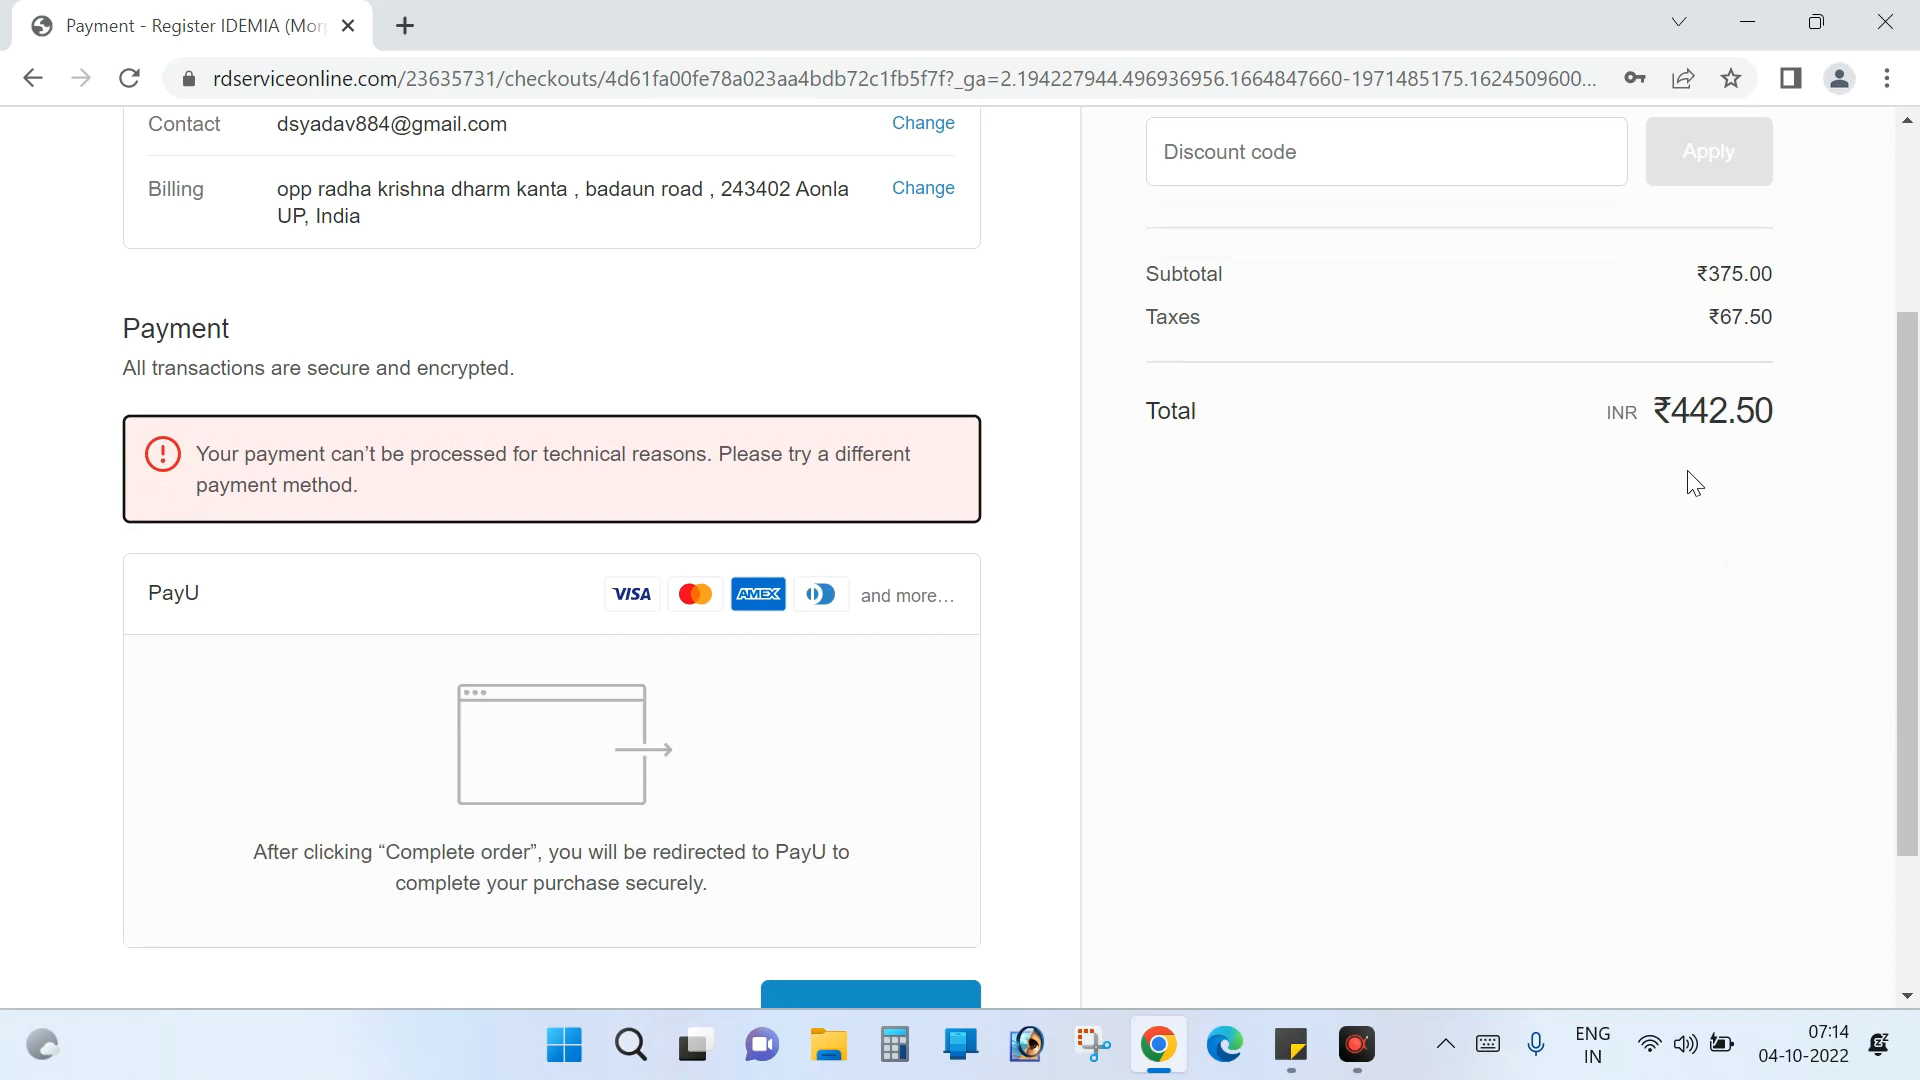 Payment - Register IDEMIA (Mor
rdserviceonline.com/23635731/checkouts/4d61fa00fe78a023aa4bdb72c1fb5f7f?_ga=2.194227944.496936956.1664847660-1971485175.1624509600...
Contact dsyadav884@gmail.com Change
Billing opp radha krishna dharm kanta , badaun road , 243402 Aonla Change
UP, India
Payment
All transactions are secure and encrypted.
Your payment can’t be processed for technical reasons. Please try a different
payment method.
PayU VISA AMEX and more…
After clicking “Complete order”, you will be redirected to PayU to
complete your purchase securely.
Discount code Apply
Subtotal ₹375.00
Taxes ₹67.50
Total INR ₹442.50
ENG
IN
07:14
04-10-2022